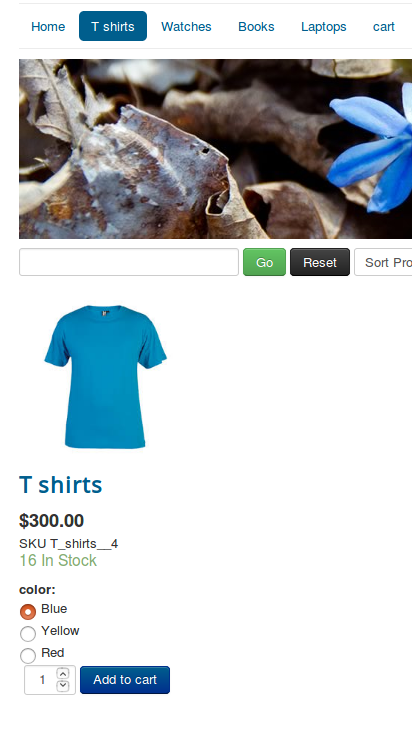 Home T shirts Watches Books Laptops cart
Go Reset Sort Pro
T shirts
$300.00
SKU T_shirts__4
16 In Stock
color:
Blue
Yellow
Red
1 Add to cart